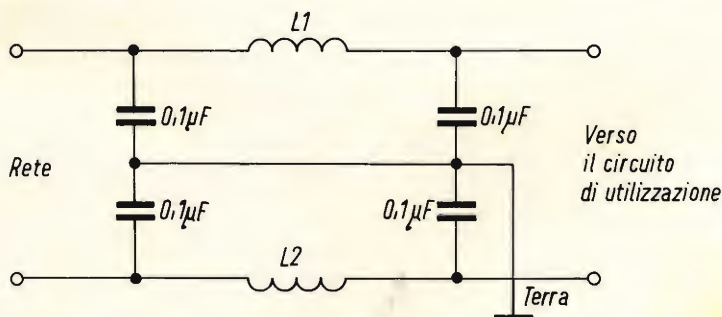 L1
0,1µF
0,1µF
Rete
Verso
il circuito
di utilizzazione
0,1µF
0,1µF
L2
Terra